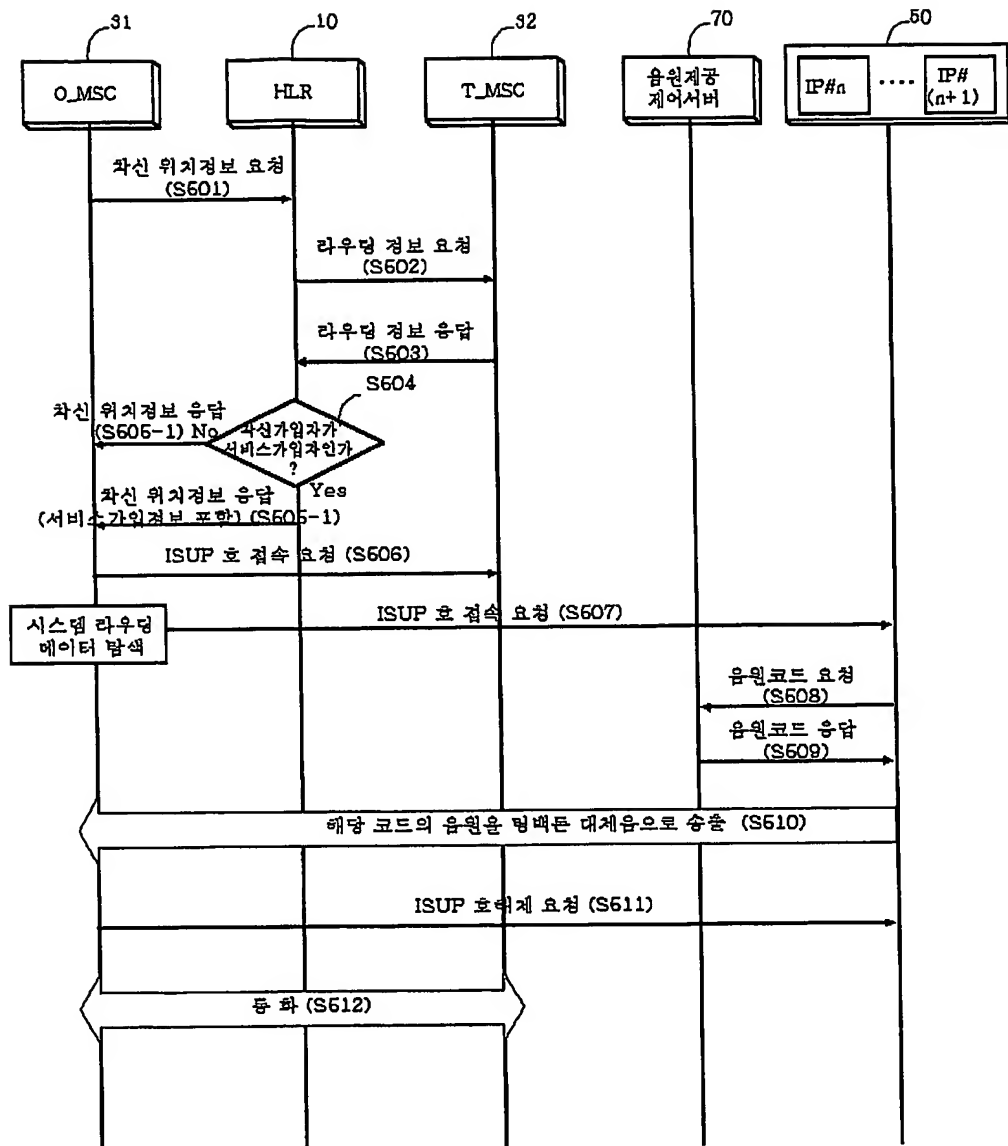 31
10
32
70
50
O_MSC
HLR
T_MSC
음원제공
제어서버
IP#n
....
IP#
(n+1)
착신 위치정보 요청
(S601)
라우팅 정보 요청
(S602)
라우팅 정보 응답
(S603)
S604
착신 위치정보 응답
(S605-1) No
착신가입자가
서비스가입자인가
?
Yes
착신 위치정보 응답
(서비스가입정보 포함) (S605-1)
ISUP 호 접속 요청 (S606)
시스템 라우팅
데이터 탐색
ISUP 호 접속 요청 (S607)
음원코드 요청
(S608)
음원코드 응답
(S609)
해당 코드의 음원을 링백톤 대체음으로 송출 (S610)
ISUP 호해제 요청 (S611)
통 화 (S612)